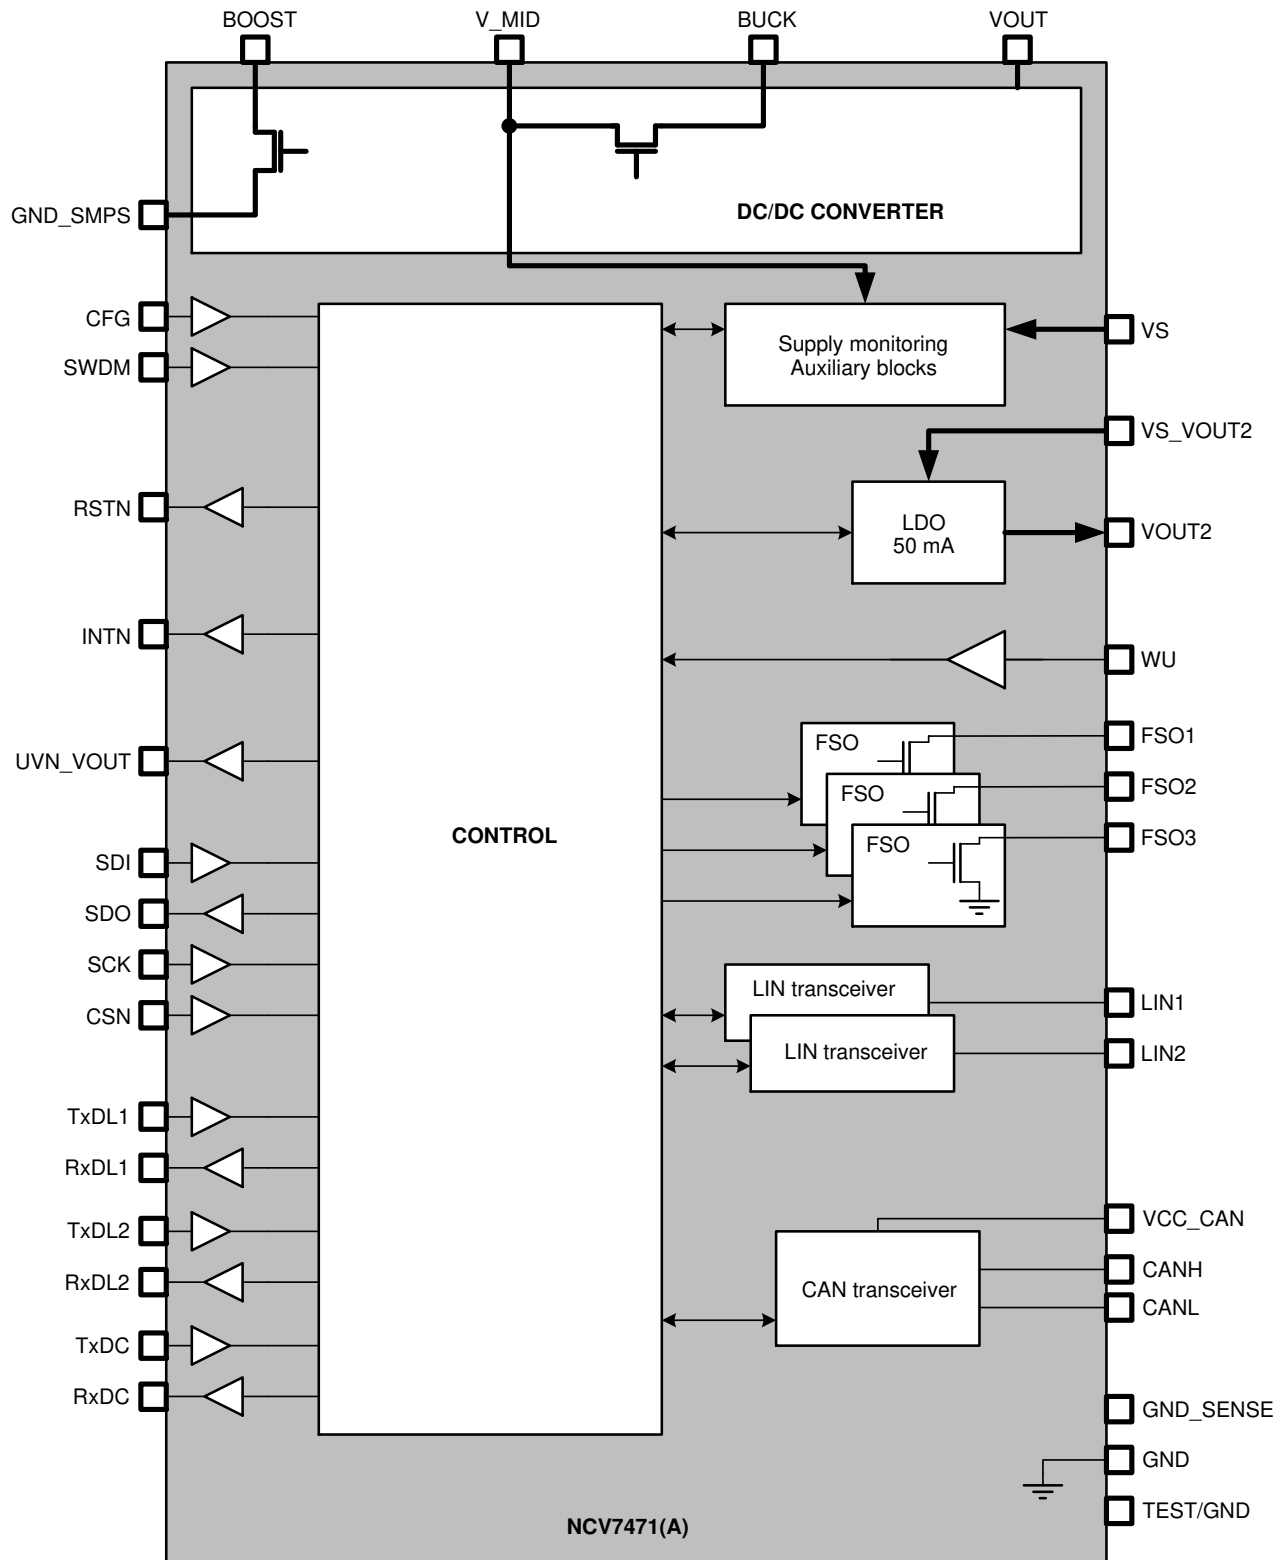 BOOST
V_MID
BUCK
VOUT
GND_SMPS
DC/DC CONVERTER
CFG
SWDM
RSTN
INTN
UVN_VOUT
SDI
SDO
SCK
CSN
TxDL1
RxDL1
TxDL2
RxDL2
TxDC
RxDC
CONTROL
Supply monitoring
Auxiliary blocks
VS
VS_VOUT2
LDO
50 mA
VOUT2
WU
FSO
FSO1
FSO
FSO2
FSO
FSO3
LIN transceiver
LIN1
LIN transceiver
LIN2
VCC_CAN
CAN transceiver
CANH
CANL
GND_SENSE
GND
TEST/GND
NCV7471(A)